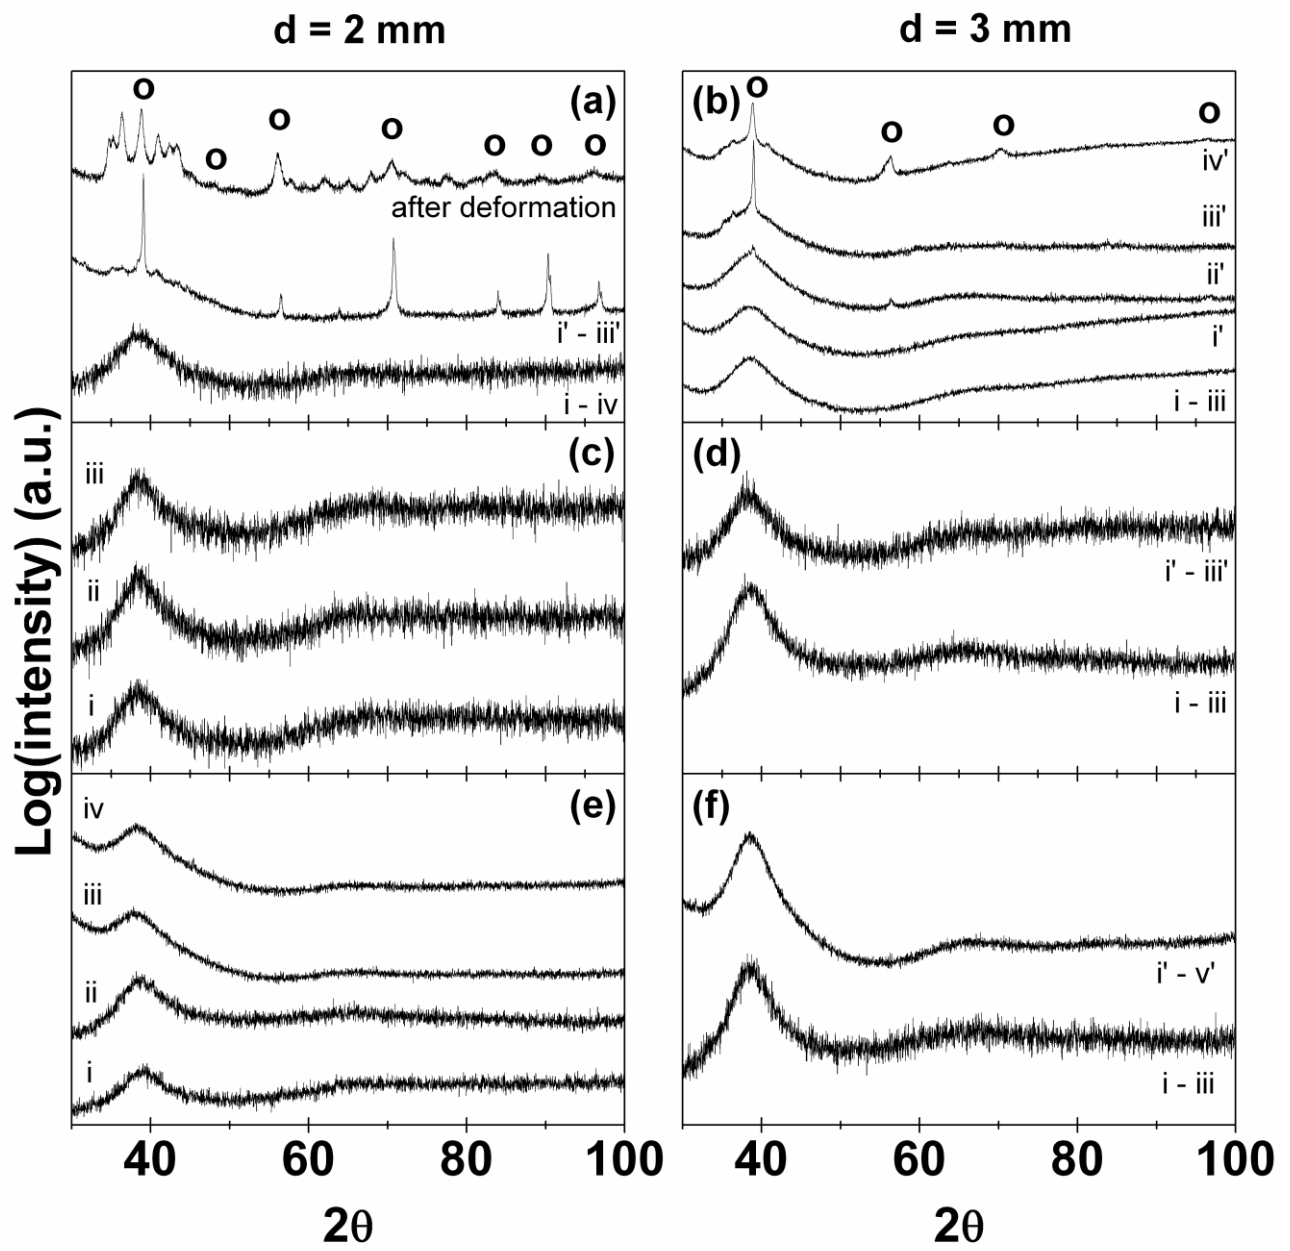 d = 2 mm
d = 3 mm
Log(intensity) (a.u.)
(a)
o o o o o o o
after deformation
i' - iii'
i - iv
(b)
o o o o
iv'
iii'
ii'
i'
i - iii
(c)
iii
ii
i
(d)
i' - iii'
i - iii
(e)
iv
iii
ii
i
(f)
i' - v'
i - iii
40 60 80 100
40 60 80 100
2θ
2θ